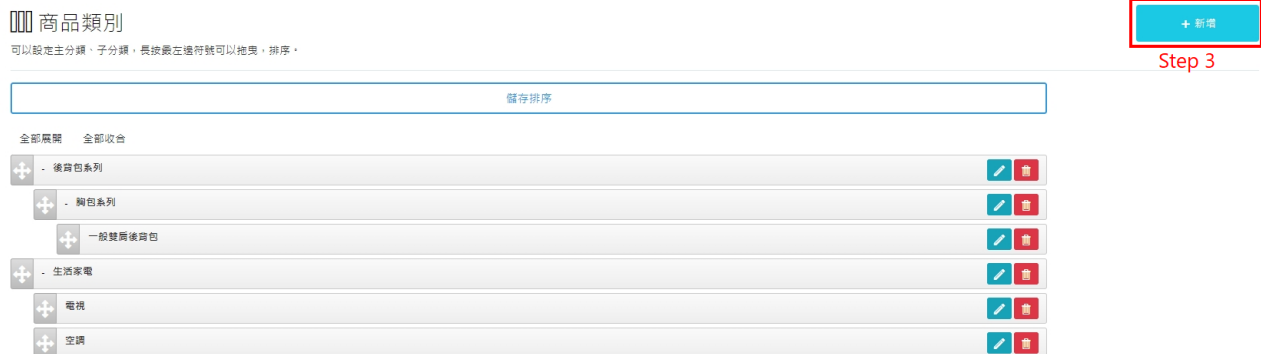 商品類別
+ 新增
可以設定主分類、子分類,長按最左邊符號可以拖曳,排序。
Step 3
儲存排序
全部展開 全部收合
- 後背包系列
- 胸包系列
一般雙肩後背包
- 生活家電
電視
空調